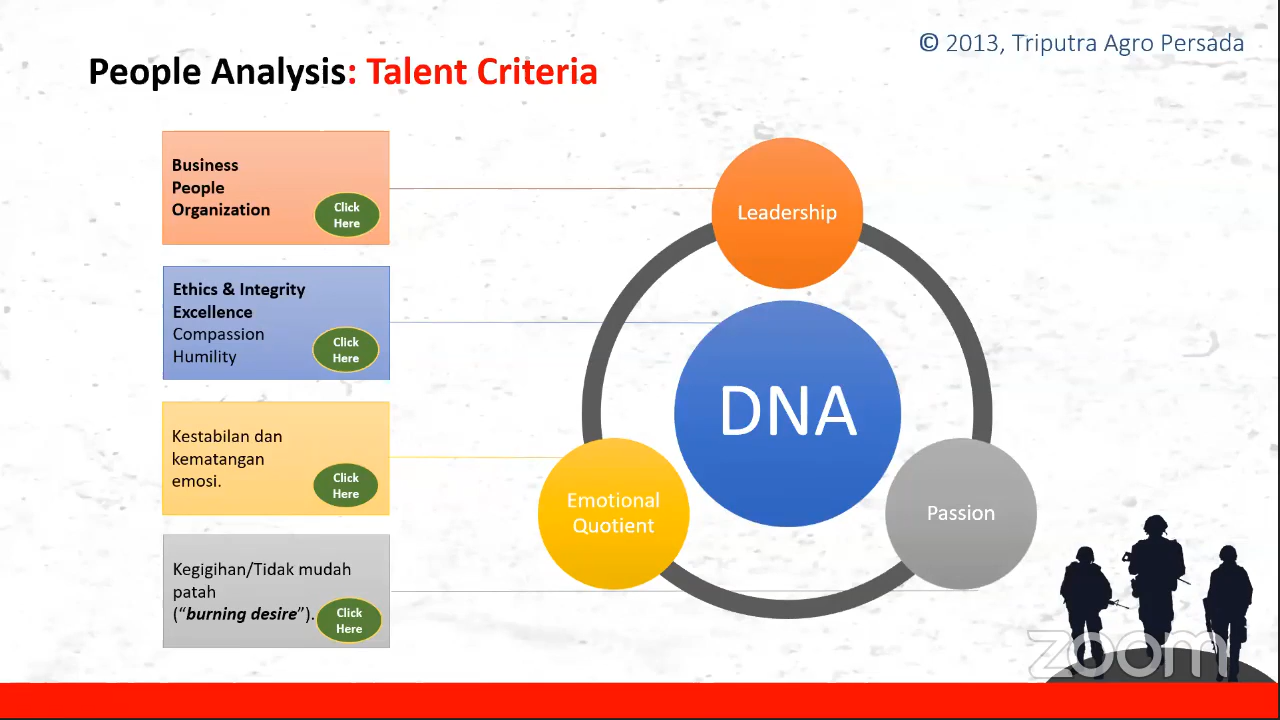 © 2013, Triputra Agro Persada
People Analysis: Talent Criteria
Business
People
Organization
Click
Here
Ethics & Integrity
Excellence
Compassion
Humility
Click
Here
Kestabilan dan
kematangan
emosi.
Click
Here
Kegigihan/Tidak mudah
patah
(“burning desire”).
Click
Here
Leadership
DNA
Emotional
Quotient
Passion
zoom